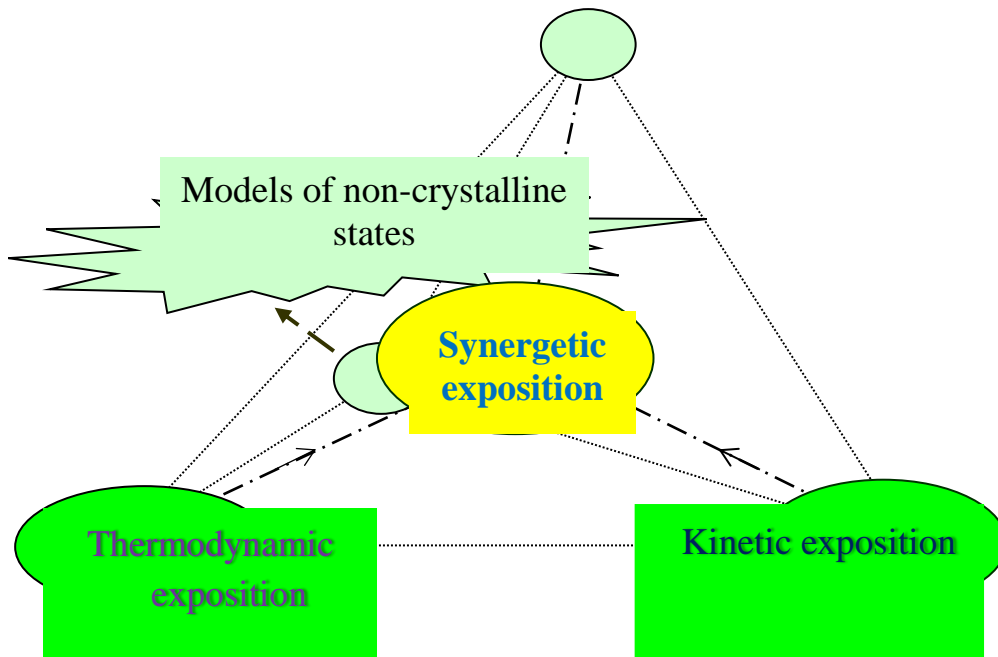 Models of non-crystalline
states
Synergetic
exposition
Thermodynamic
exposition
Kinetic exposition